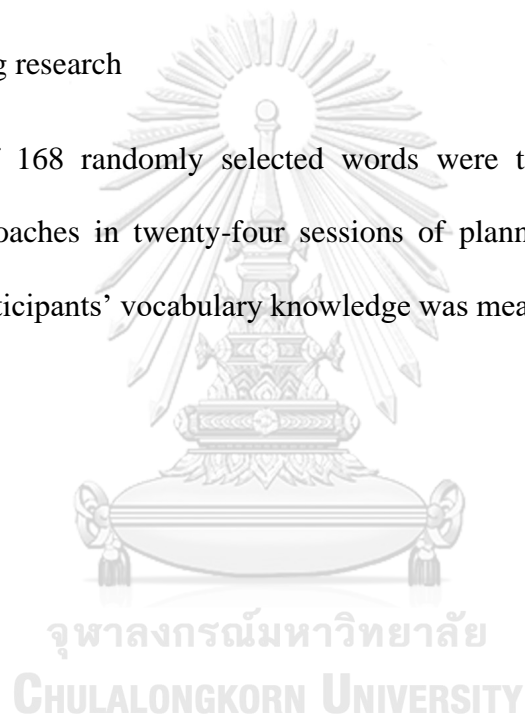 g research
168 randomly selected words were t
oaches in twenty-four sessions of plann
ticipants' vocabulary knowledge was mea
จุฬาลงกรณ์มหาวิทยาลัย
CHULALONGKORN UNIVERSITY